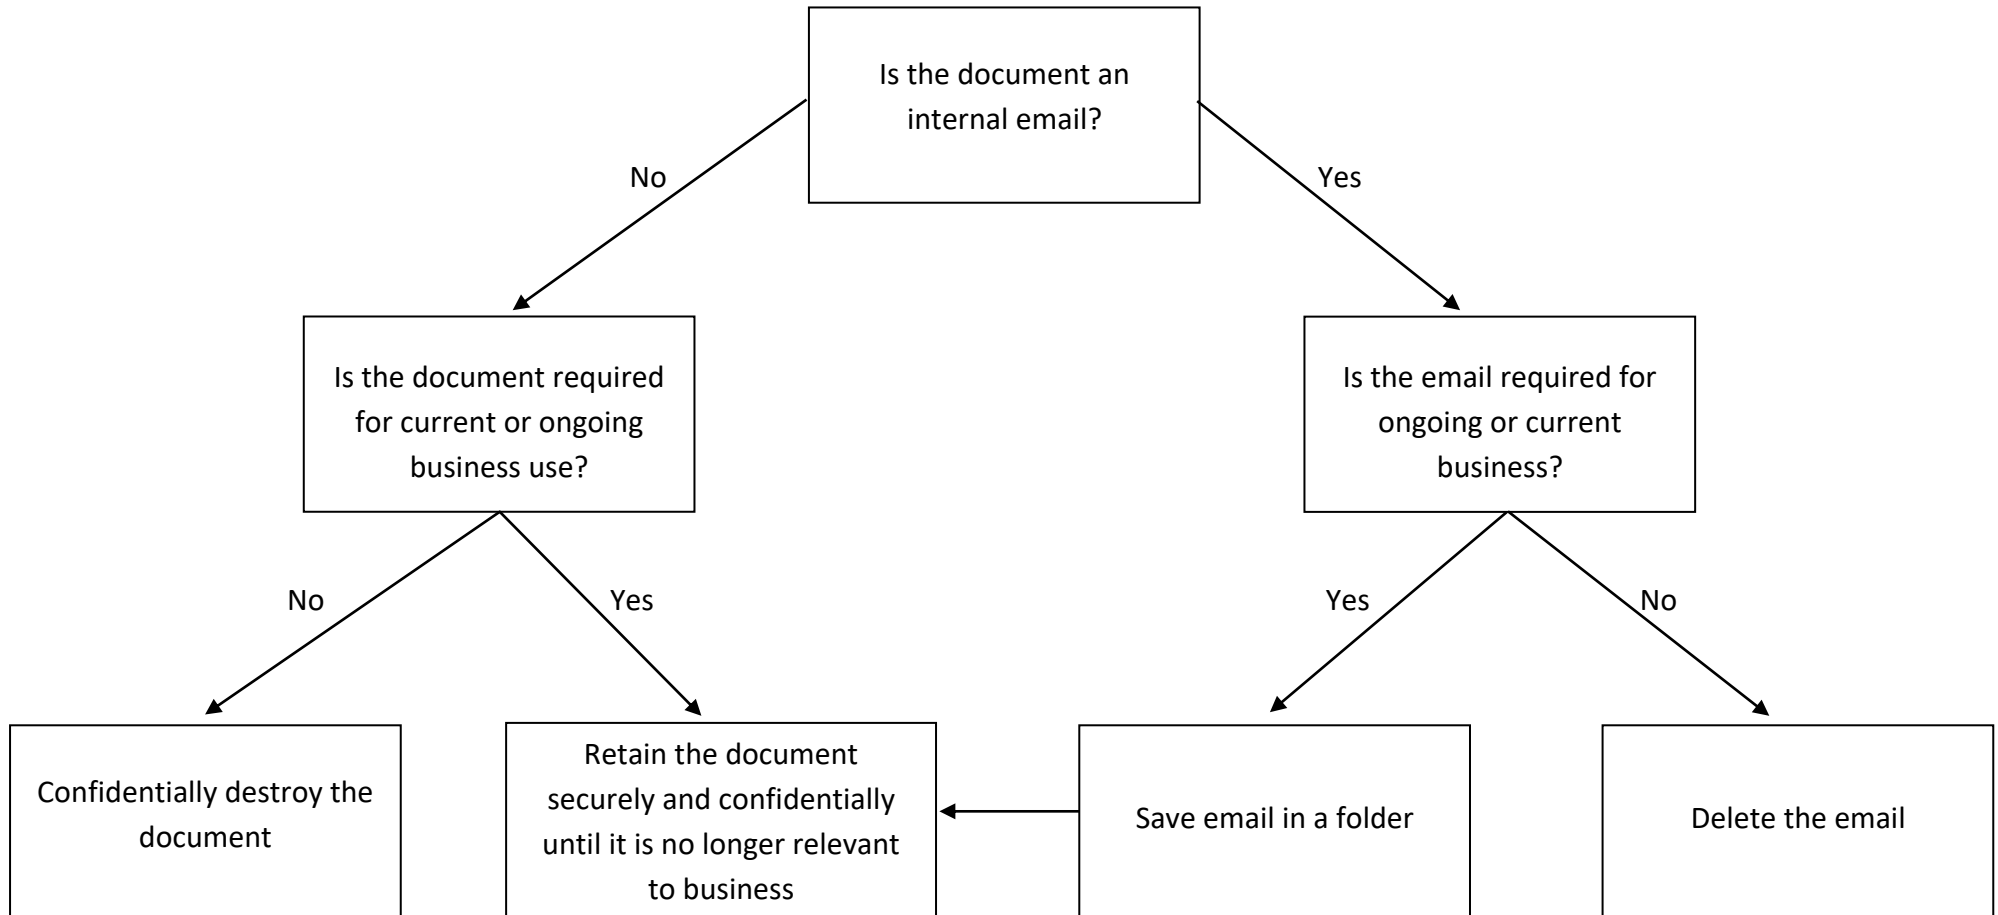 Is the document an
internal email?
No
Yes
Is the document required
for current or ongoing
business use?
Is the email required for
ongoing or current
business?
No
Yes
Yes
No
Confidentially destroy the
document
Retain the document
securely and confidentially
until it is no longer relevant
to business
Save email in a folder
Delete the email